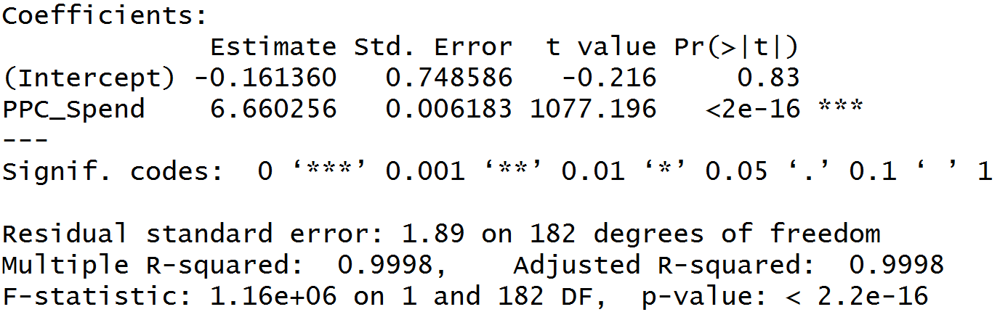 Coefficients:
             Estimate Std. Error  t value Pr(>|t|)
(Intercept) -0.161360   0.748586   -0.216     0.83
PPC_Spend    6.660256   0.006183 1077.196   <2e-16 ***
---
Signif. codes:  0 ‘***’ 0.001 ‘**’ 0.01 ‘*’ 0.05 ‘.’ 0.1 ‘ ’ 1

Residual standard error: 1.89 on 182 degrees of freedom
Multiple R-squared:  0.9998,    Adjusted R-squared:  0.9998
F-statistic: 1.16e+06 on 1 and 182 DF,  p-value: < 2.2e-16